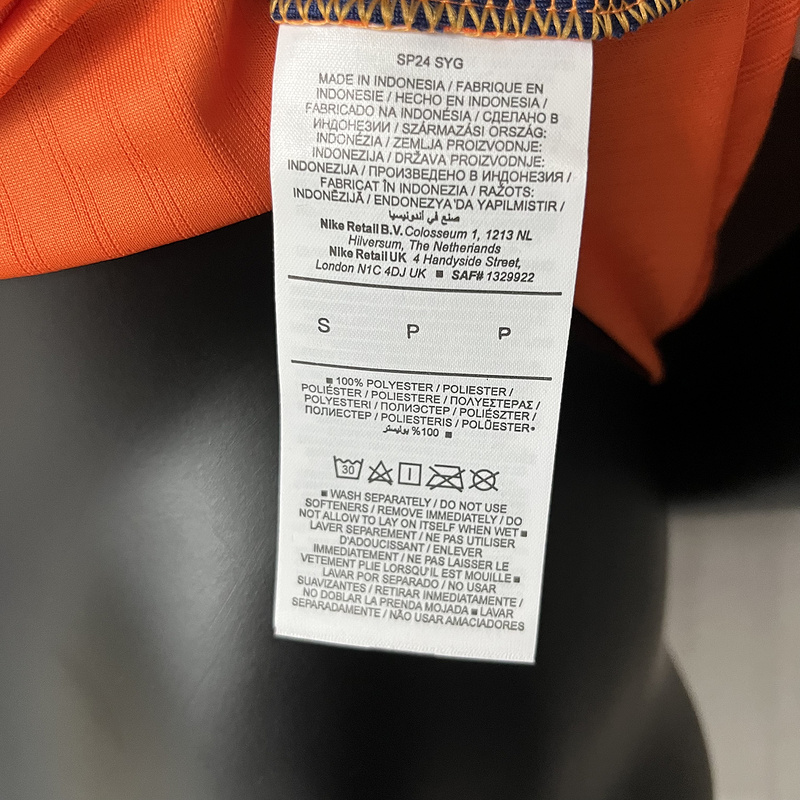 SP24 SYG
MADE IN INDONESIA / FABRIQUE EN
INDONESIE / HECHO EN INDONESIA /
FABRICADO NA INDONÉSIA / СДЕЛАНО В
ИНДОНЕЗИИ / SZÁRMAZÁSI ORSZÁG:
INDONÉZIA / ZEMLJA PROIZVODNJE:
INDONEZIJA / DRŽAVA PROIZVODNJE:
INDONEZIJA / ПРОИЗВЕДЕНО В ИНДОНЕЗИЯ /
FABRICAT ÎN INDONEZIA / RAŽOTS:
INDONĒZIJĀ / ENDONEZYA'DA YAPILMISTIR /
صنع في أندونيسيا
Nike Retail B.V. Colosseum 1, 1213 NL
Hilversum, The Netherlands
Nike Retail UK 4 Handyside Street,
London N1C 4DJ UK ■ SAF# 1329922
S P P
■ 100% POLYESTER / POLIESTER /
POLIÉSTER / POLIESTERE / ΠΟΛΥΕΣΤΕΡΑΣ /
POLYESTERI / ПОЛИЭСТЕР / POLIÉSZTER /
ПОЛИЕСТЕР / POLIESTERIS / POLÜESTER*
100% بوليستر ■
30
■ WASH SEPARATELY / DO NOT USE
SOFTENERS / REMOVE IMMEDIATELY / DO
NOT ALLOW TO LAY ON ITSELF WHEN WET ■
LAVER SEPAREMENT / NE PAS UTILISER
D'ADOUCISSANT / ENLEVER
IMMEDIATEMENT / NE PAS LAISSER LE
VETEMENT PLIE LORSQU'IL EST MOUILLE ■
LAVAR POR SEPARADO / NO USAR
SUAVIZANTES / RETIRAR INMEDIATAMENTE /
NO DOBLAR LA PRENDA MOJADA ■ LAVAR
SEPARADAMENTE / NÃO USAR AMACIADORES